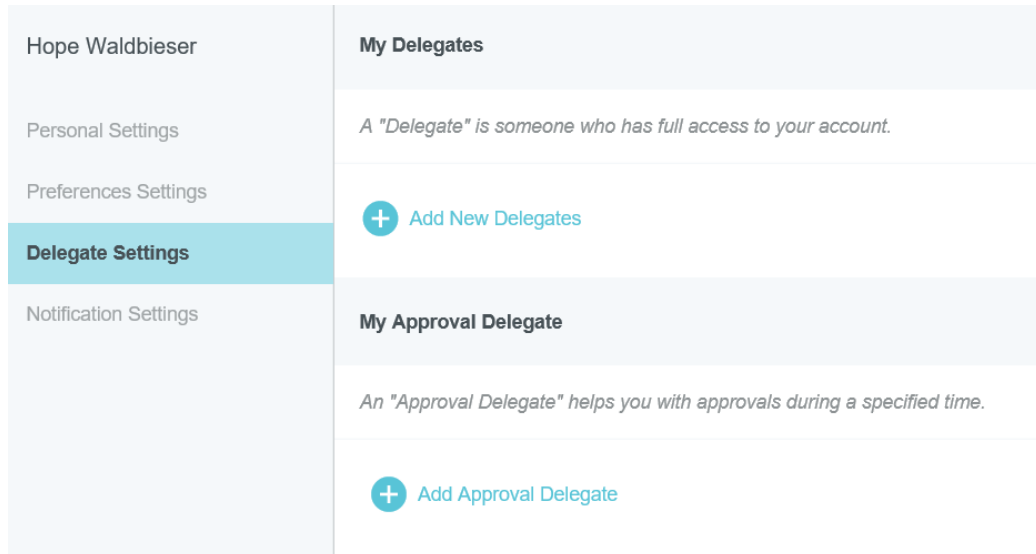 Hope Waldbieser
Personal Settings
Preferences Settings
Delegate Settings
Notification Settings
My Delegates
A "Delegate" is someone who has full access to your account.
Add New Delegates
My Approval Delegate
An "Approval Delegate" helps you with approvals during a specified time.
Add Approval Delegate